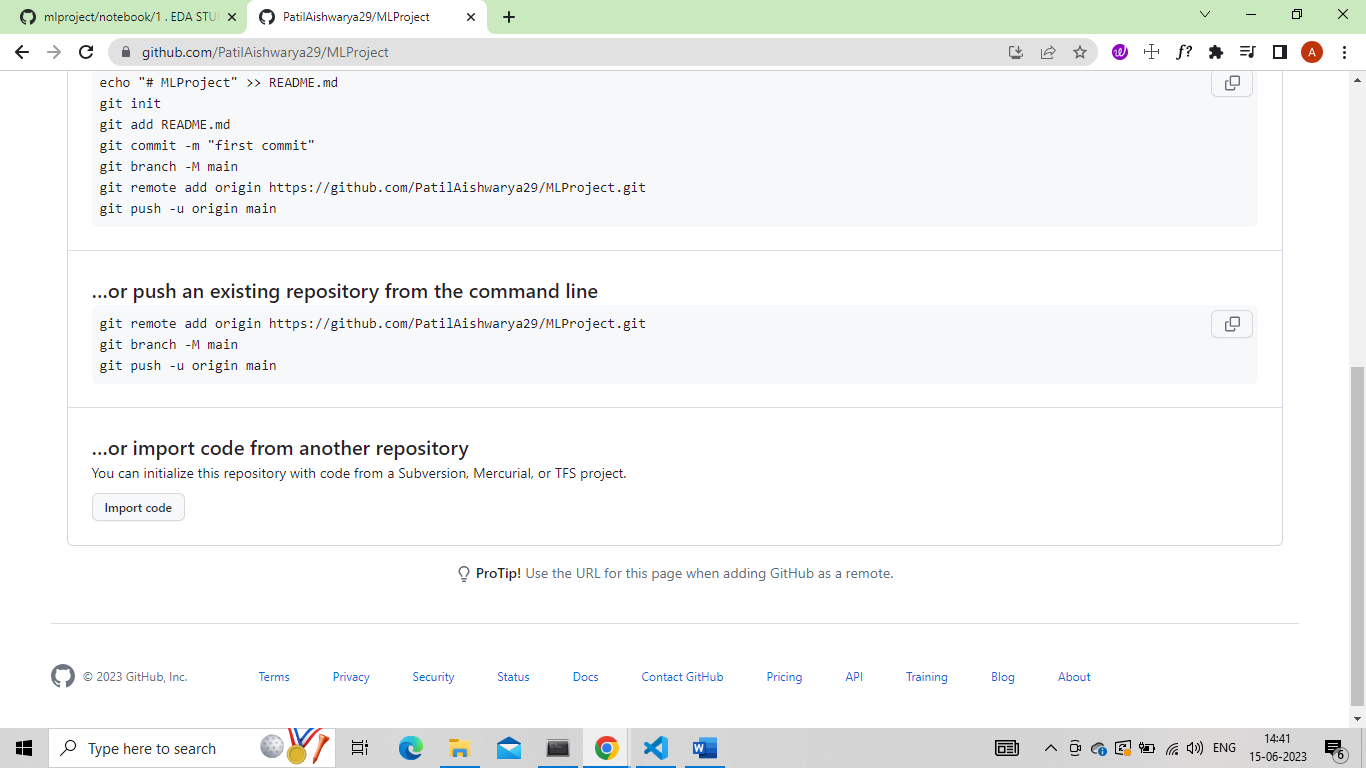 mlproject/notebook/1 . EDA STU
PatilAishwarya29/MLProject
github.com/PatilAishwarya29/MLProject
f?
A
echo "# MLProject" >> README.md
git init
git add README.md
git commit -m "first commit"
git branch -M main
git remote add origin https://github.com/PatilAishwarya29/MLProject.git
git push -u origin main
…or push an existing repository from the command line
git remote add origin https://github.com/PatilAishwarya29/MLProject.git
git branch -M main
git push -u origin main
…or import code from another repository
You can initialize this repository with code from a Subversion, Mercurial, or TFS project.
Import code
ProTip! Use the URL for this page when adding GitHub as a remote.
© 2023 GitHub, Inc.
Terms
Privacy
Security
Status
Docs
Contact GitHub
Pricing
API
Training
Blog
About
Type here to search
ENG
14:41
15-06-2023
6